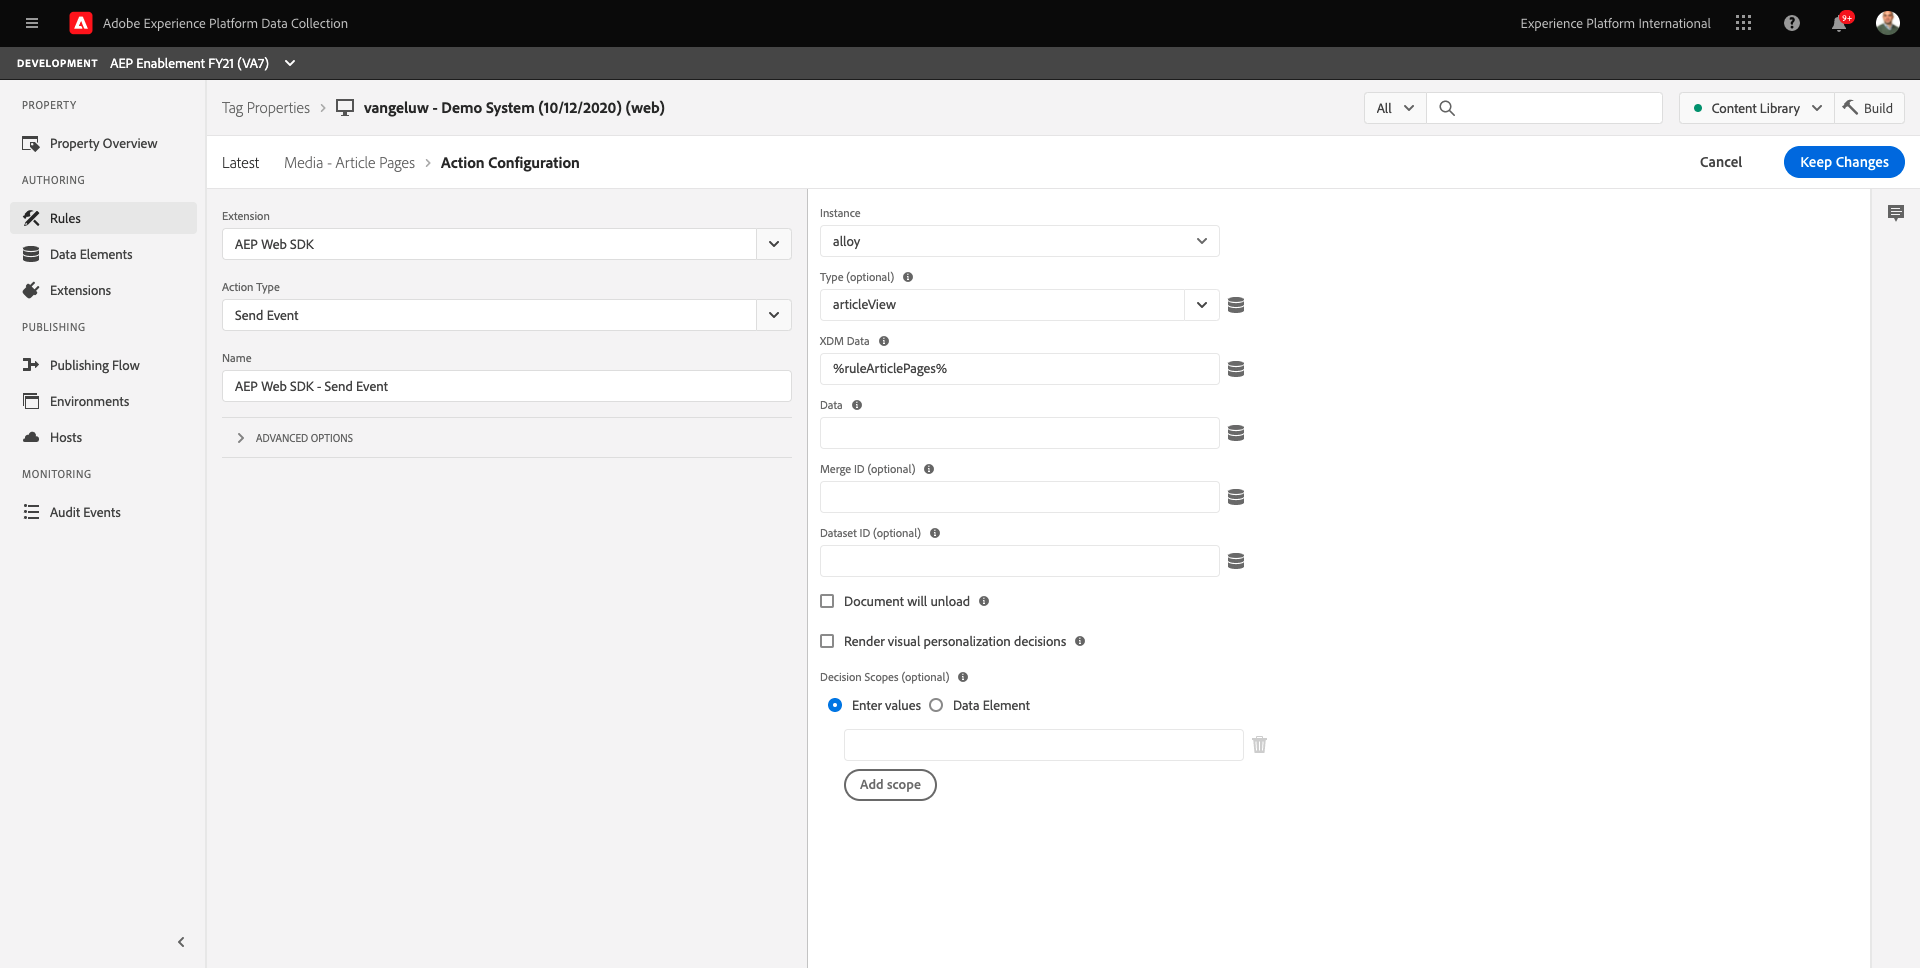 Adobe Experience Platform Data Collection
Experience Platform International
9+
DEVELOPMENT AEP Enablement FY21 (VA7)
PROPERTY
Property Overview
AUTHORING
Rules
Data Elements
Extensions
PUBLISHING
Publishing Flow
Environments
Hosts
MONITORING
Audit Events
Tag Properties > vangeluw - Demo System (10/12/2020) (web)
All
Content Library
Build
Latest Media - Article Pages > Action Configuration
Cancel
Keep Changes
Extension
AEP Web SDK
Action Type
Send Event
Name
AEP Web SDK - Send Event
ADVANCED OPTIONS
Instance
alloy
Type (optional)
articleView
XDM Data
%ruleArticlePages%
Data
Merge ID (optional)
Dataset ID (optional)
Document will unload
Render visual personalization decisions
Decision Scopes (optional)
Enter values Data Element
Add scope